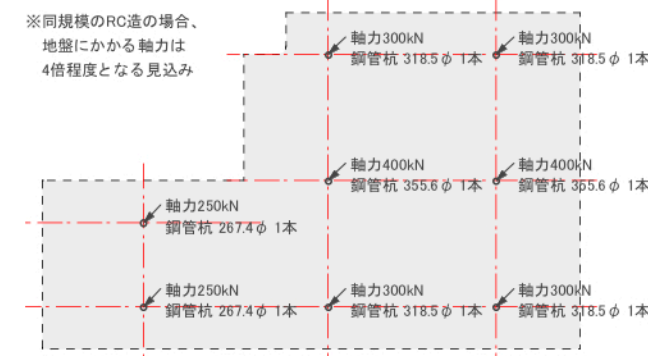 ※同規模のRC造の場合、
地盤にかかる軸力は
4倍程度となる見込み
軸力300kN
鋼管杭 318.5φ 1本
軸力300kN
鋼管杭 318.5φ 1本
軸力400kN
鋼管杭 355.6φ 1本
軸力400kN
鋼管杭 355.6φ 1本
軸力250kN
鋼管杭 267.4φ 1本
軸力250kN
鋼管杭 267.4φ 1本
軸力300kN
鋼管杭 318.5φ 1本
軸力300kN
鋼管杭 318.5φ 1本